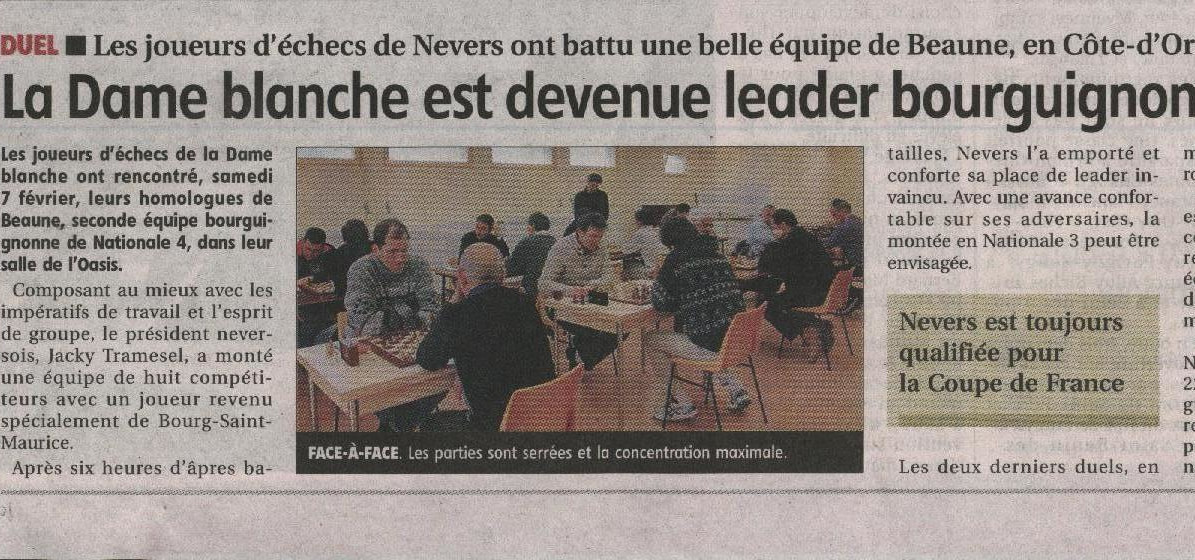 DUEL ■ Les joueurs d'échecs de Nevers ont battu une belle équipe de Beaune, en Côte-d'Or
La Dame blanche est devenue leader bourguignon
Les joueurs d'échecs de la Dame
blanche ont rencontré, samedi
7 février, leurs homologues de
Beaune, seconde équipe bourgui-
gnonne de Nationale 4, dans leur
salle de l'Oasis.
Composant au mieux avec les
impératifs de travail et l'esprit
de groupe, le président never-
sois, Jacky Tramesel, a monté
une équipe de huit compéti-
teurs avec un joueur revenu
spécialement de Bourg-Saint-
Maurice.
Après six heures d'âpres ba-
FACE-À-FACE. Les parties sont serrées et la concentration maximale.
tailles, Nevers l'a emporté et
conforte sa place de leader in-
vaincu. Avec une avance confor-
table sur ses adversaires, la
montée en Nationale 3 peut être
envisagée.
Nevers est toujours
qualifiée pour
la Coupe de France
Les deux derniers duels, en